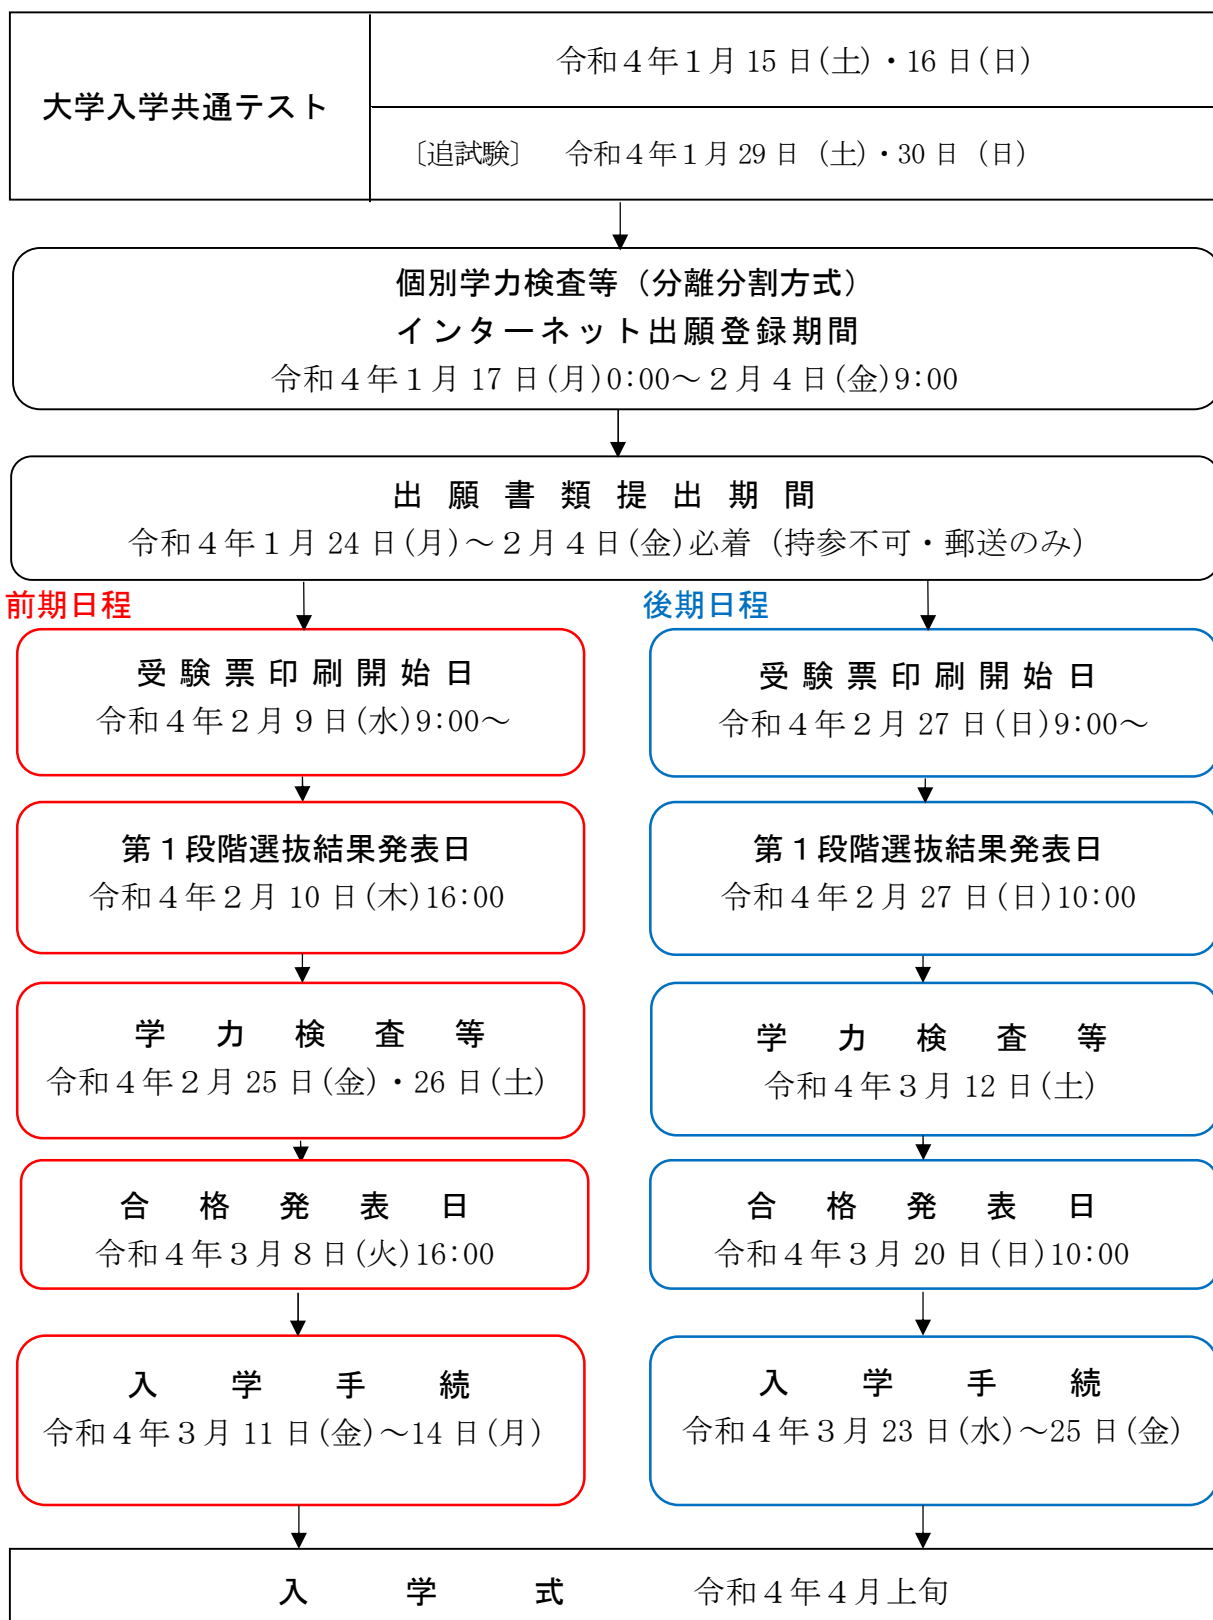 大学入学共通テスト
令和４年１月 15 日(土)・16 日(日)
〔追試験〕　令和４年１月 29 日（土）・30 日（日）
個別学力検査等（分離分割方式）
インターネット出願登録期間
令和４年１月 17 日(月)0:00～２月４日(金)9:00
出願書類提出期間
令和４年１月 24 日(月)～２月４日(金)必着（持参不可・郵送のみ）
前期日程
受験票印刷開始日
令和４年２月９日(水)9:00～
第１段階選抜結果発表日
令和４年２月 10 日(木)16:00
学力検査等
令和４年２月 25 日(金)・26 日(土)
合格発表日
令和４年３月８日(火)16:00
入学手続
令和４年３月 11 日(金)～14 日(月)
後期日程
受験票印刷開始日
令和４年２月 27 日(日)9:00～
第１段階選抜結果発表日
令和４年２月 27 日(日)10:00
学力検査等
令和４年３月 12 日(土)
合格発表日
令和４年３月 20 日(日)10:00
入学手続
令和４年３月 23 日(水)～25 日(金)
入学式　令和４年４月上旬